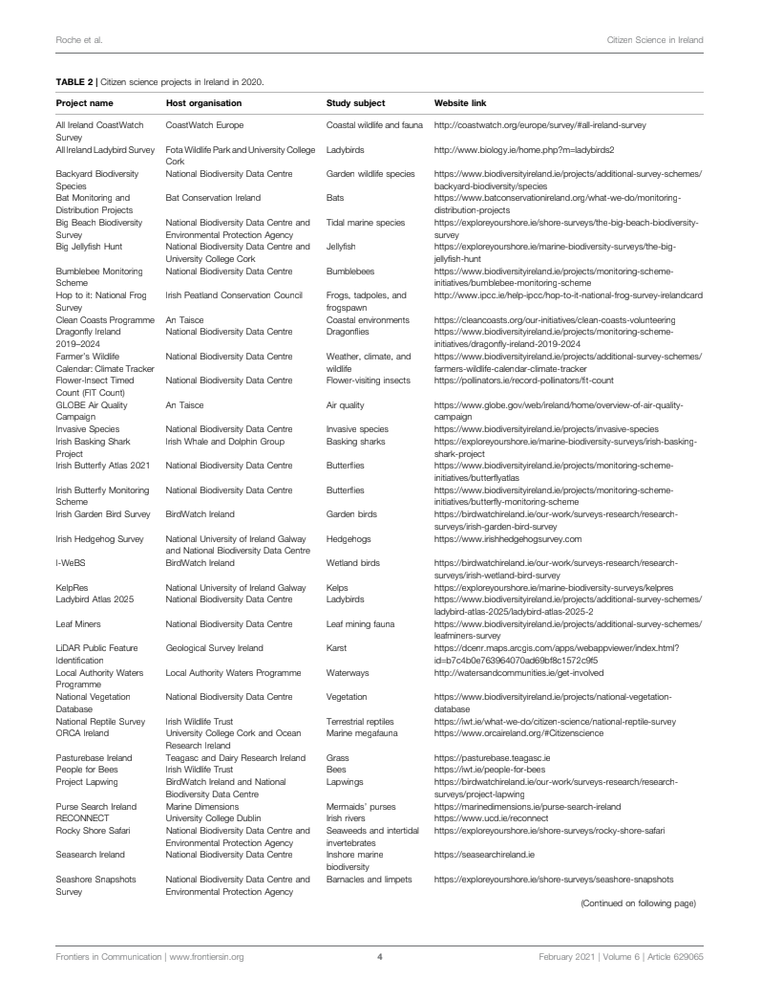 Roche et al.
Citizen Science in Ireland
TABLE 2 | Citizen science projects in Ireland in 2020.
Project name Host organisation Study subject Website link
All Ireland CoastWatch CoastWatch Europe Coastal wildlife and fauna http://coastwatch.org/europe/survey/#all-ireland-survey
Survey
All Ireland Ladybird Survey Fota Wildlife Park and University College Ladybirds http://www.biology.ie/home.php?m=ladybirds2
Cork
Backyard Biodiversity National Biodiversity Data Centre Garden wildlife species https://www.biodiversityireland.ie/projects/additional-survey-schemes/
Species backyard-biodiversity/species
Bat Monitoring and Bat Conservation Ireland Bats https://www.batconservationireland.org/what-we-do/monitoring-
Distribution Projects distribution-projects
Big Beach Biodiversity National Biodiversity Data Centre and Tidal marine species https://exploreyourshore.ie/shore-surveys/the-big-beach-biodiversity-
Survey Environmental Protection Agency survey
Big Jellyfish Hunt National Biodiversity Data Centre and Jellyfish https://exploreyourshore.ie/marine-biodiversity-surveys/the-big-
University College Cork jellyfish-hunt
Bumblebee Monitoring National Biodiversity Data Centre Bumblebees https://www.biodiversityireland.ie/projects/monitoring-scheme-
Scheme initiatives/bumblebee-monitoring-scheme
Hop to it: National Frog Irish Peatland Conservation Council Frogs, tadpoles, and http://www.ipcc.ie/help-ipcc/hop-to-it-national-frog-survey-irelandcard
Survey frogspawn
Clean Coasts Programme An Taisce Coastal environments https://cleancoasts.org/our-initiatives/clean-coasts-volunteering
Dragonfly Ireland National Biodiversity Data Centre Dragonflies https://www.biodiversityireland.ie/projects/monitoring-scheme-
2019–2024 initiatives/dragonfly-ireland-2019-2024
Farmer's Wildlife National Biodiversity Data Centre Weather, climate, and https://www.biodiversityireland.ie/projects/additional-survey-schemes/
Calendar: Climate Tracker wildlife farmers-wildlife-calendar-climate-tracker
Flower-Insect Timed National Biodiversity Data Centre Flower-visiting insects https://pollinators.ie/record-pollinators/fit-count
Count (FIT Count)
GLOBE Air Quality An Taisce Air quality https://www.globe.gov/web/ireland/home/overview-of-air-quality-
Campaign campaign
Invasive Species National Biodiversity Data Centre Invasive species https://www.biodiversityireland.ie/projects/invasive-species
Irish Basking Shark Irish Whale and Dolphin Group Basking sharks https://exploreyourshore.ie/marine-biodiversity-surveys/irish-basking-
Project shark-project
Irish Butterfly Atlas 2021 National Biodiversity Data Centre Butterflies https://www.biodiversityireland.ie/projects/monitoring-scheme-
initiatives/butterflyatlas
Irish Butterfly Monitoring National Biodiversity Data Centre Butterflies https://www.biodiversityireland.ie/projects/monitoring-scheme-
Scheme initiatives/butterfly-monitoring-scheme
Irish Garden Bird Survey BirdWatch Ireland Garden birds https://birdwatchireland.ie/our-work/surveys-research/research-
surveys/irish-garden-bird-survey
Irish Hedgehog Survey National University of Ireland Galway Hedgehogs https://www.irishhedgehogsurvey.com
and National Biodiversity Data Centre
I-WeBS BirdWatch Ireland Wetland birds https://birdwatchireland.ie/our-work/surveys-research/research-
surveys/irish-wetland-bird-survey
KelpRes National University of Ireland Galway Kelps https://exploreyourshore.ie/marine-biodiversity-surveys/kelpres
Ladybird Atlas 2025 National Biodiversity Data Centre Ladybirds https://www.biodiversityireland.ie/projects/additional-survey-schemes/
ladybird-atlas-2025/ladybird-atlas-2025-2
Leaf Miners National Biodiversity Data Centre Leaf mining fauna https://www.biodiversityireland.ie/projects/additional-survey-schemes/
leafminers-survey
LiDAR Public Feature Geological Survey Ireland Karst https://dcenr.maps.arcgis.com/apps/webappviewer/index.html?
Identification id=b7c4b0e763964070ad69bf8c1572c9f5
Local Authority Waters Local Authority Waters Programme Waterways http://watersandcommunities.ie/get-involved
Programme
National Vegetation National Biodiversity Data Centre Vegetation https://www.biodiversityireland.ie/projects/national-vegetation-
Database database
National Reptile Survey Irish Wildlife Trust Terrestrial reptiles https://iwt.ie/what-we-do/citizen-science/national-reptile-survey
ORCA Ireland University College Cork and Ocean Marine megafauna https://www.orcaireland.org/#Citizenscience
Research Ireland
Pasturebase Ireland Teagasc and Dairy Research Ireland Grass https://pasturebase.teagasc.ie
People for Bees Irish Wildlife Trust Bees https://iwt.ie/people-for-bees
Project Lapwing BirdWatch Ireland and National Lapwings https://birdwatchireland.ie/our-work/surveys-research/research-
Biodiversity Data Centre surveys/project-lapwing
Purse Search Ireland Marine Dimensions Mermaids' purses https://marinedimensions.ie/purse-search-ireland
RECONNECT University College Dublin Irish rivers https://www.ucd.ie/reconnect
Rocky Shore Safari National Biodiversity Data Centre and Seaweeds and intertidal https://exploreyourshore.ie/shore-surveys/rocky-shore-safari
Environmental Protection Agency invertebrates
Seasearch Ireland National Biodiversity Data Centre Inshore marine https://seasearchireland.ie
biodiversity
Seashore Snapshots National Biodiversity Data Centre and Barnacles and limpets https://exploreyourshore.ie/shore-surveys/seashore-snapshots
Survey Environmental Protection Agency
(Continued on following page)
Frontiers in Communication | www.frontiersin.org
4
February 2021 | Volume 6 | Article 629065